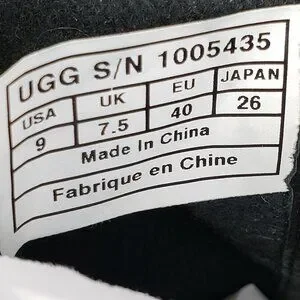 UGG S/N 1005435
USA UK EU JAPAN
9 7.5 40 26
Made In China
Fabrique en Chine